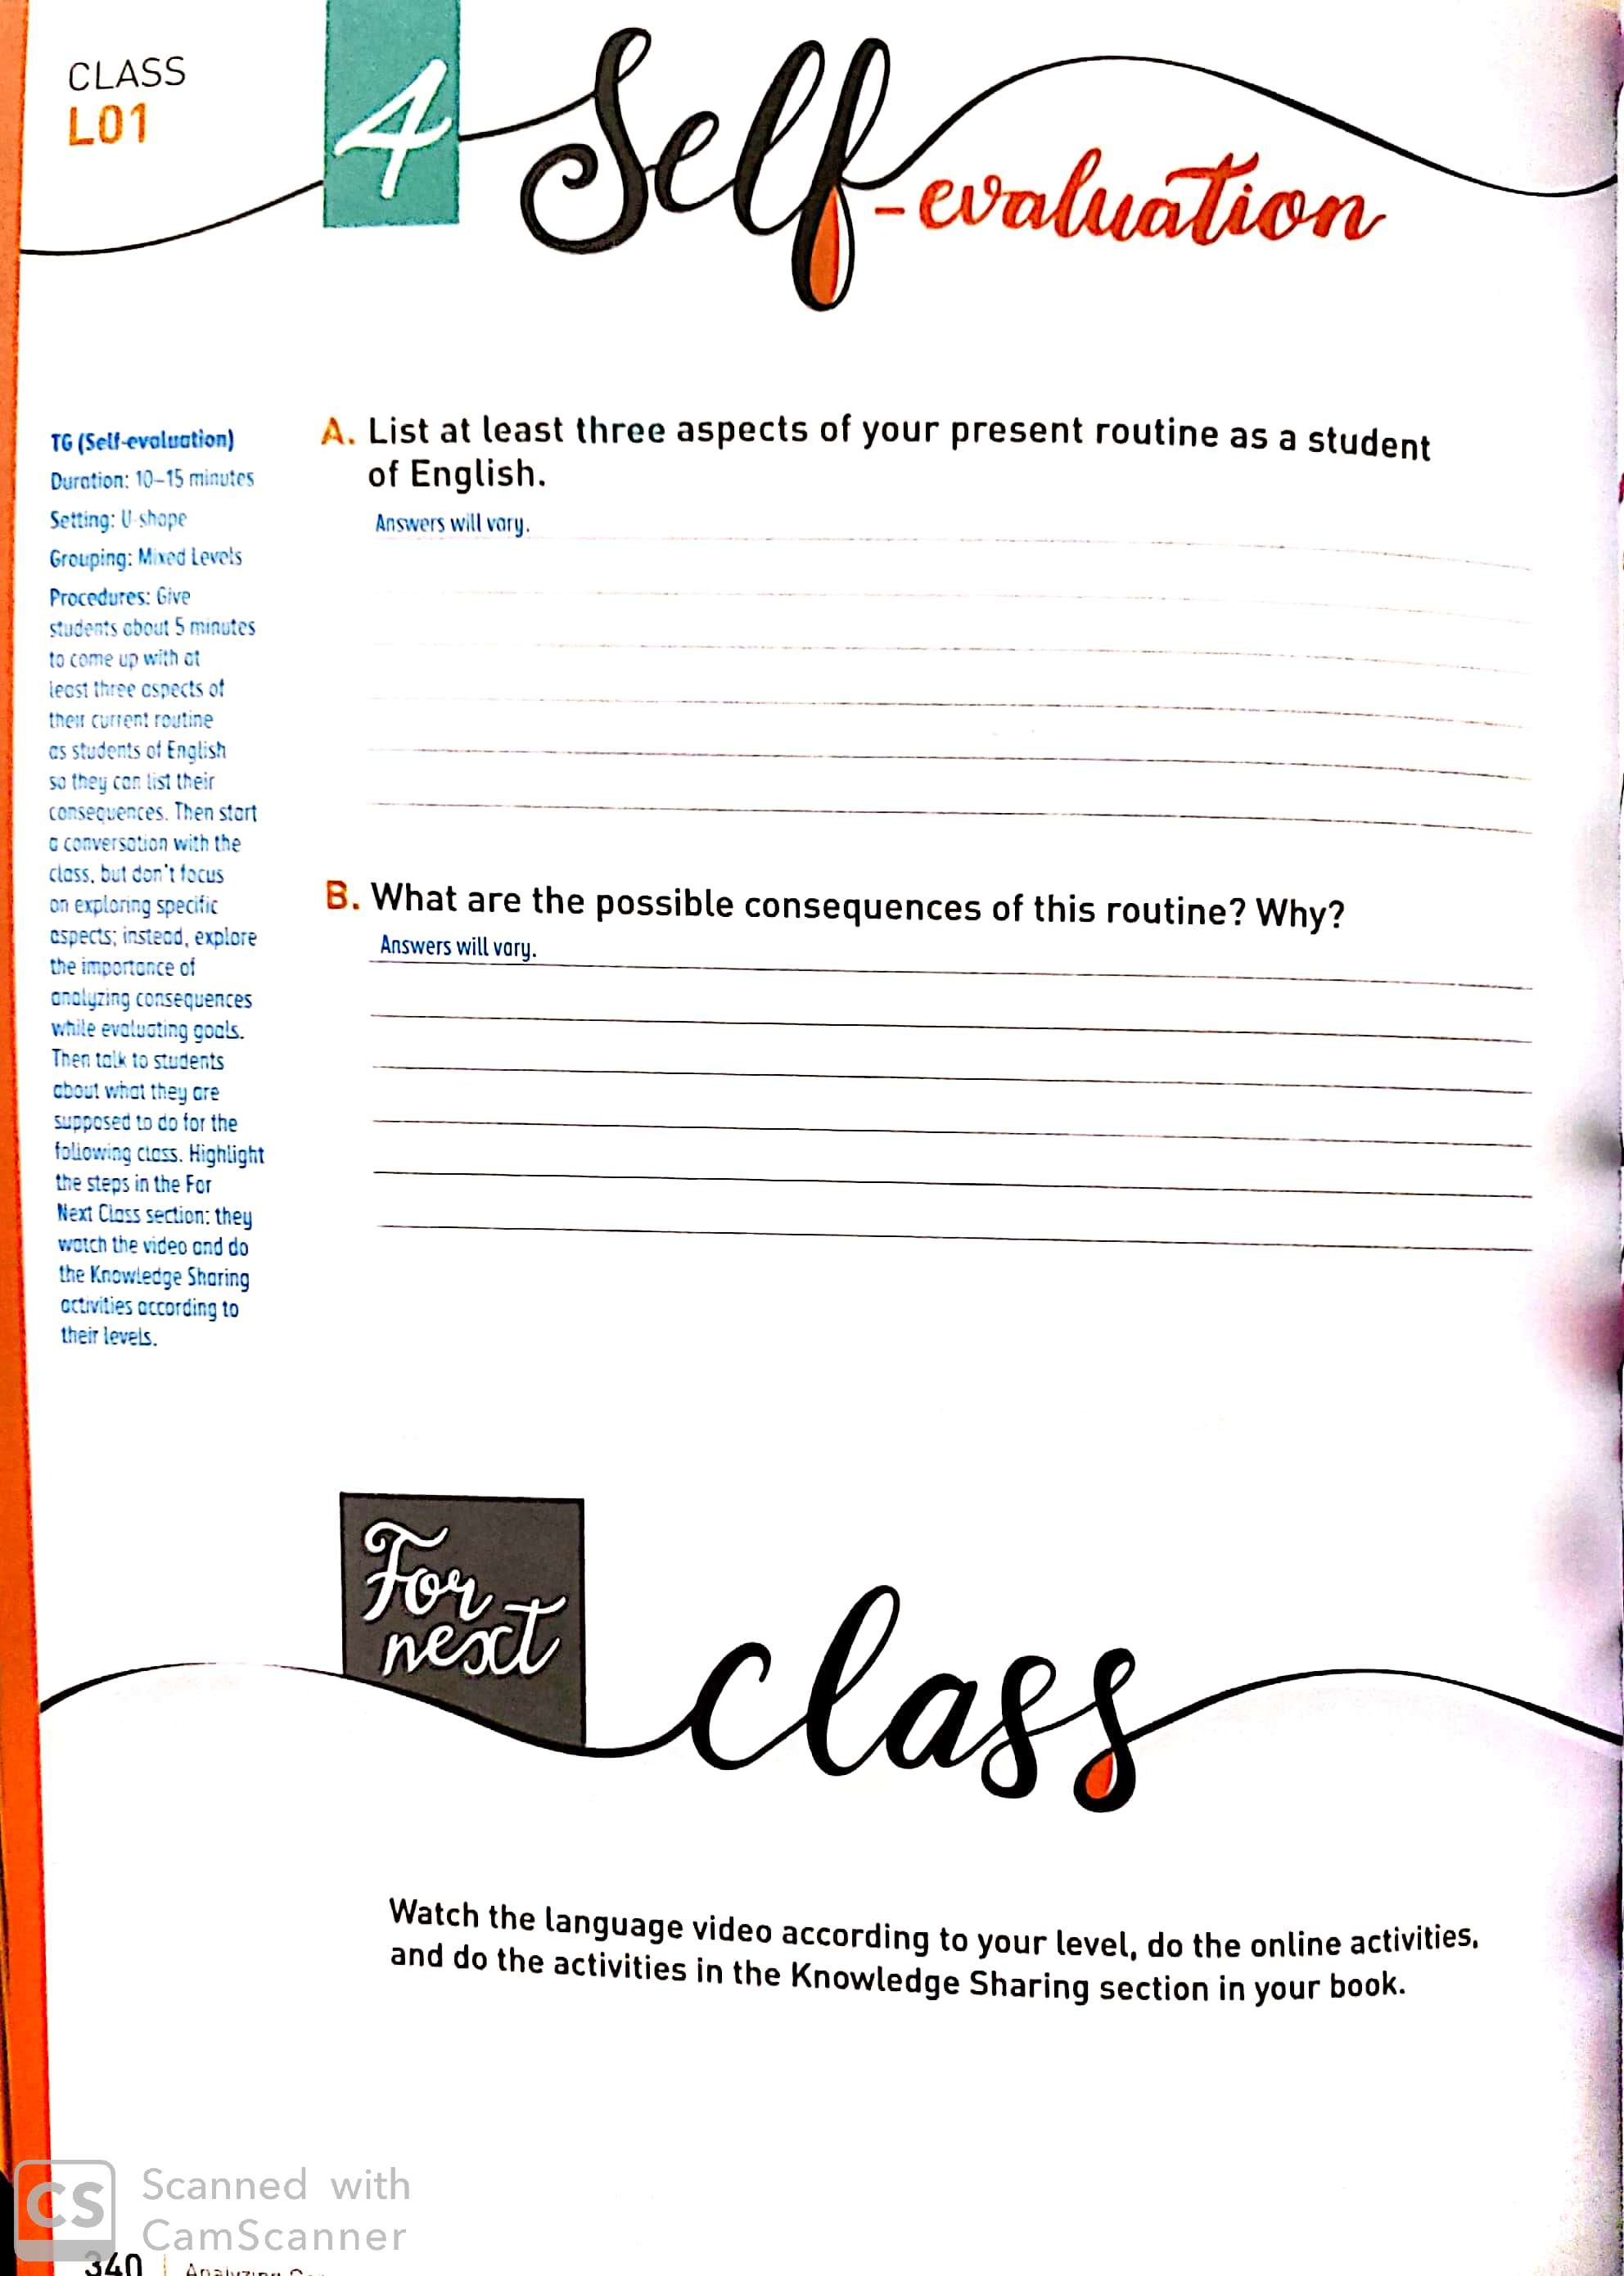 CLASS
L01
4 Self-evaluation
TG (Self-evaluation)
Duration: 10–15 minutes
Setting: U-shape
Grouping: Mixed Levels
Procedures: Give
students about 5 minutes
to come up with at
least three aspects of
their current routine
as students of English
so they can list their
consequences. Then start
a conversation with the
class, but don't focus
on exploring specific
aspects; instead, explore
the importance of
analyzing consequences
while evaluating goals.
Then talk to students
about what they are
supposed to do for the
following class. Highlight
the steps in the For
Next Class section: they
watch the video and do
the Knowledge Sharing
activities according to
their levels.
A. List at least three aspects of your present routine as a student
of English.
Answers will vary.
B. What are the possible consequences of this routine? Why?
Answers will vary.
For
next
class
Watch the language video according to your level, do the online activities,
and do the activities in the Knowledge Sharing section in your book.
CS
Scanned with
CamScanner
340
Analyzing